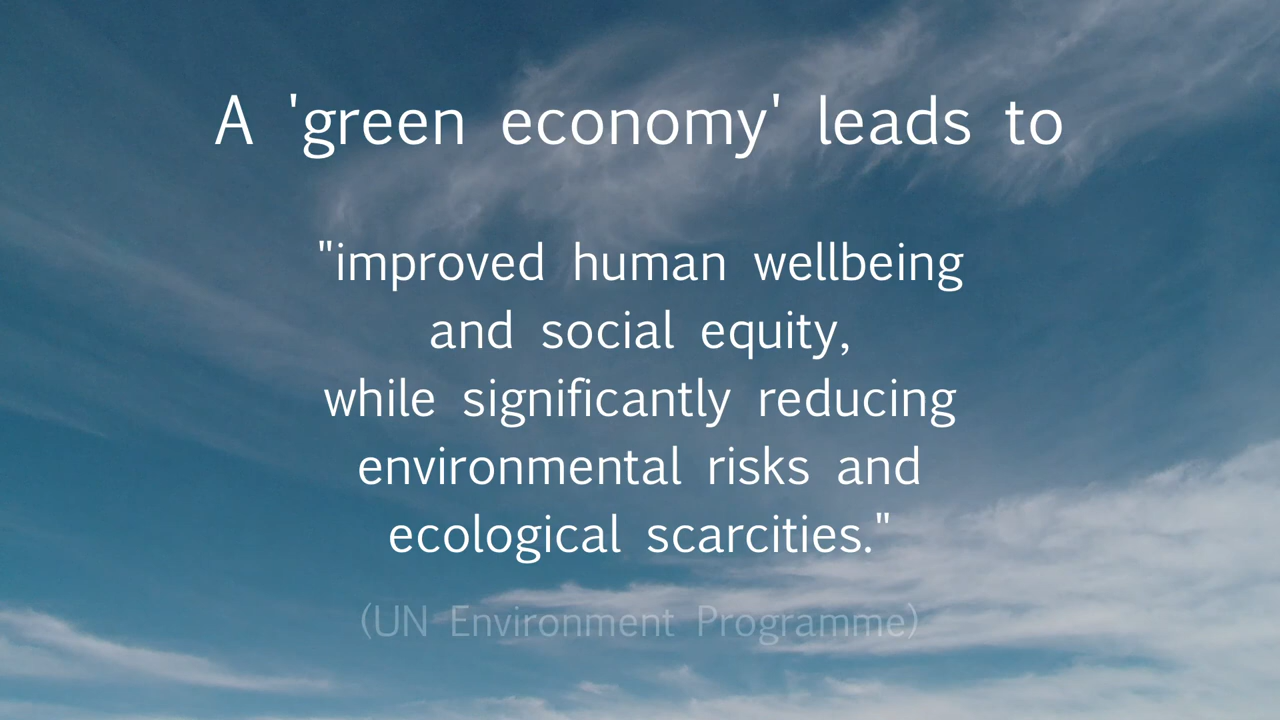 A 'green economy' leads to
"improved human wellbeing
and social equity,
while significantly reducing
environmental risks and
ecological scarcities."
(UN Environment Programme)